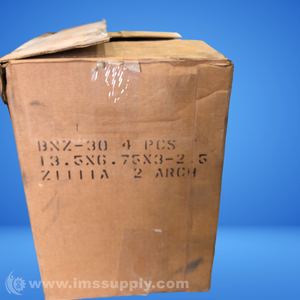 BNZ-30 4 PCS
13.5X6.75X3-2.5
Z1111A 2 ARCH
© www.imssupply.com